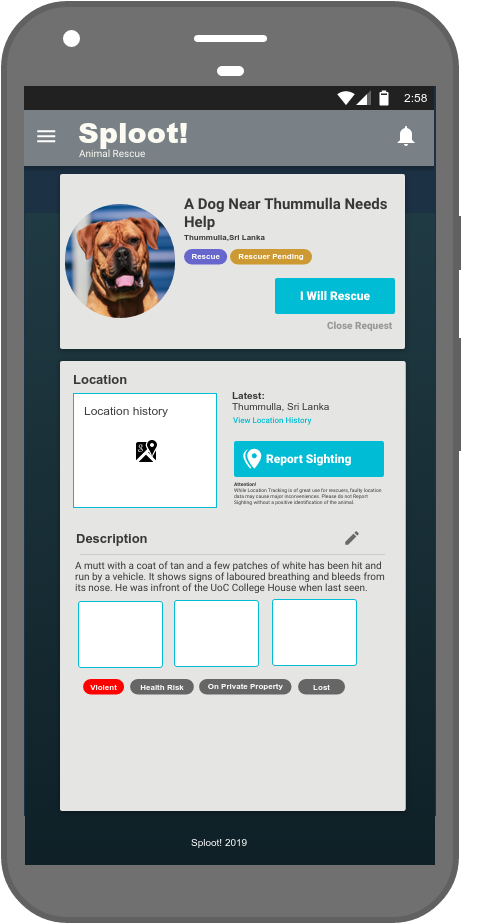 2:58
Sploot!
Animal Rescue
A Dog Near Thummulla Needs
Help
Thummulla,Sri Lanka
Rescue
Rescuer Pending
I Will Rescue
Close Request
Location
Location history
Latest:
Thummulla, Sri Lanka
View Location History
Report Sighting
Attention!
While Location Tracking is of great use for rescuers, faulty location
data may cause major inconveniences. Please do not Report
Sighting without a positive identification of the animal.
Description
A mutt with a coat of tan and a few patches of white has been hit and
run by a vehicle. It shows signs of laboured breathing and bleeds from
its nose. He was infront of the UoC College House when last seen.
Violent
Health Risk
On Private Property
Lost
Sploot! 2019